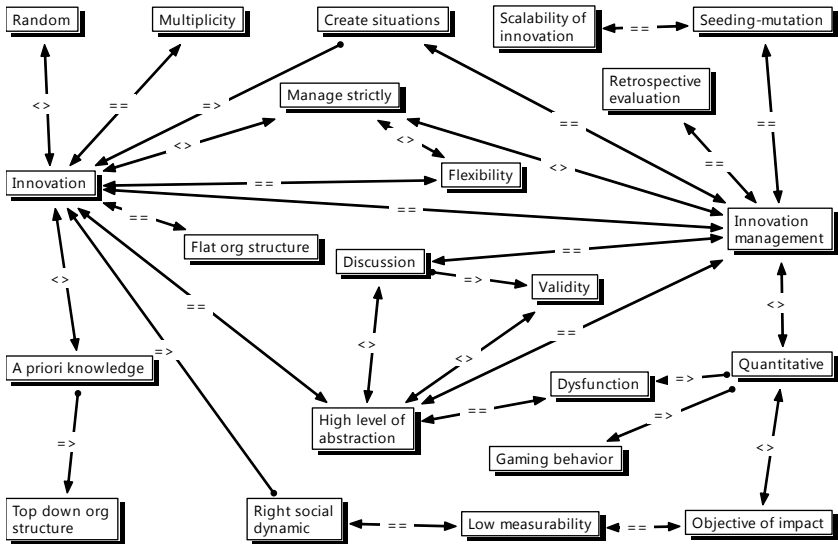 Random
Multiplicity
Create situations
Scalability of
innovation
==
Seeding-mutation
Retrospective
evaluation
Manage strictly
<>
==
=>
==
==
<>
<>
<>
==
Innovation
==
Flexibility
==
==
Innovation
management
Flat org structure
Discussion
==
=>
Validity
<>
==
<>
==
<>
<>
=>
A priori knowledge
Dysfunction
=>
Quantitative
=>
High level of
abstraction
==
=>
<>
Gaming behavior
Top down org
structure
Right social
dynamic
==
Low measurability
==
Objective of impact